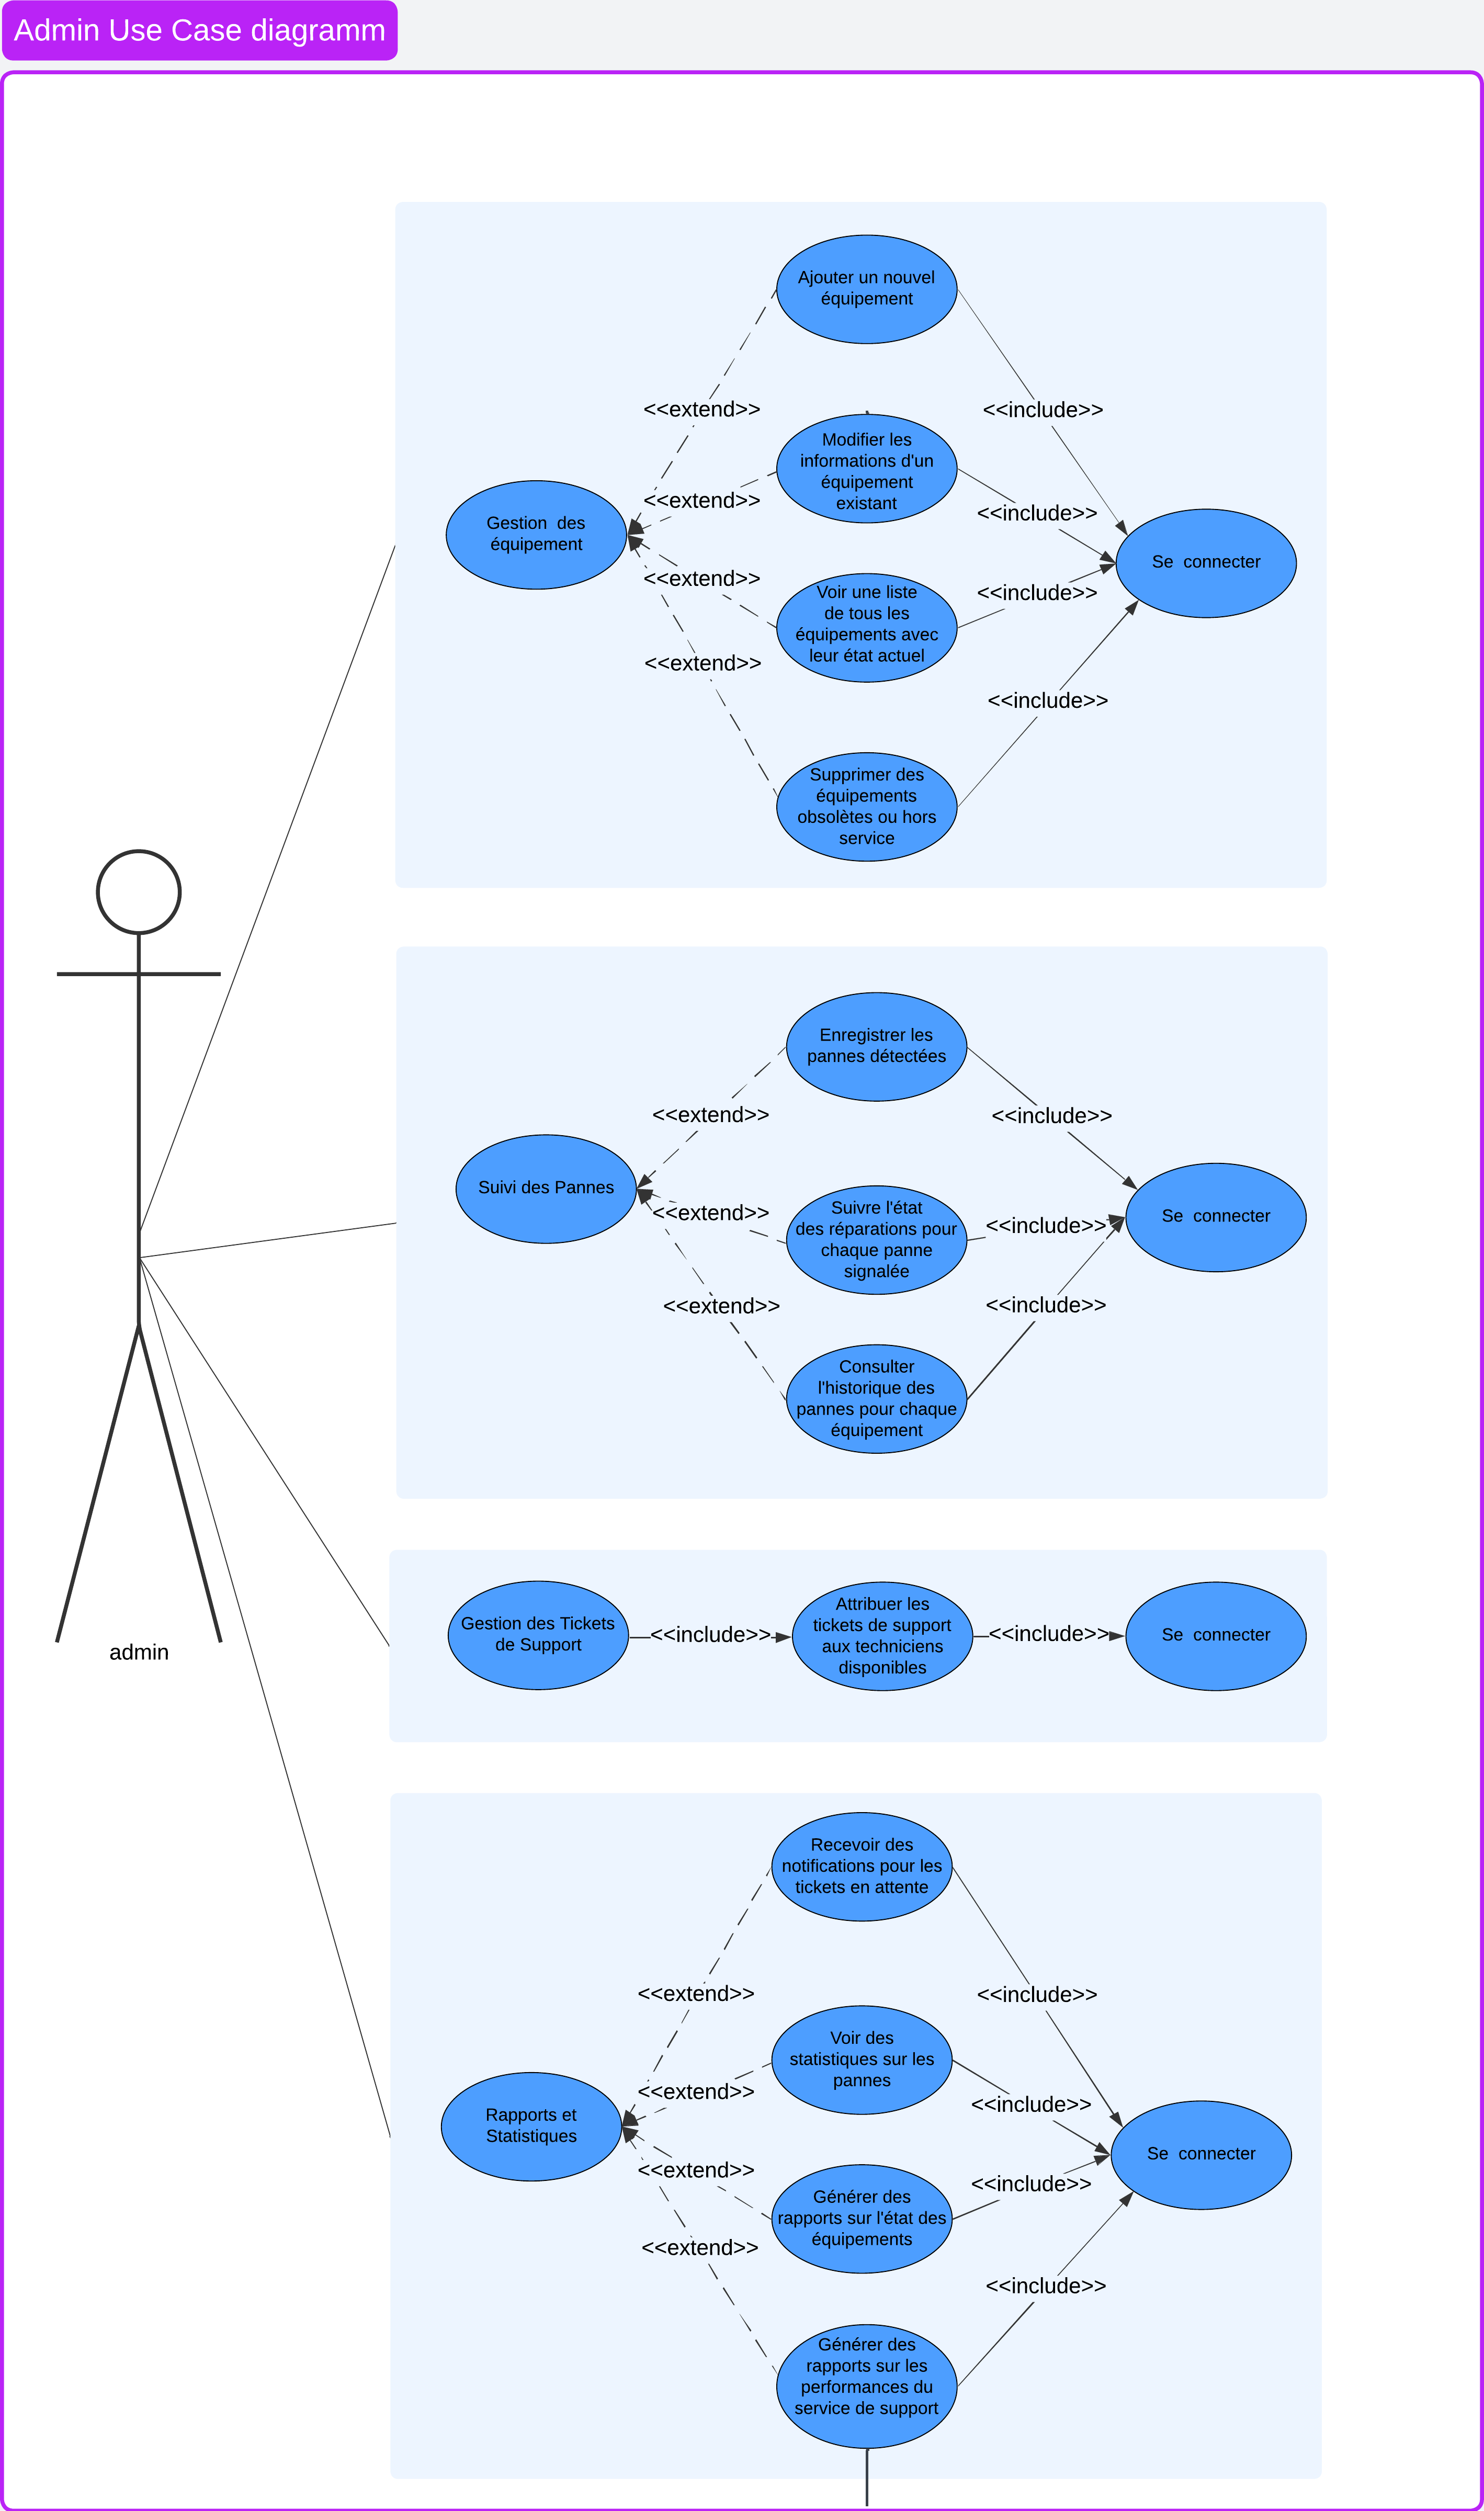 Admin Use Case diagramm
Ajouter un nouvel
équipement
<<extend>>
<<include>>
Modifier les
informations d'un
équipement
existant
<<extend>>
<<include>>
Gestion  des
équipement
Se  connecter
<<extend>>
<<include>>
Voir une liste
de tous les
équipements avec
leur état actuel
<<extend>>
<<include>>
Supprimer des
équipements
obsolètes ou hors
service
Enregistrer les
pannes détectées
<<extend>>
<<include>>
Suivi des Pannes
Se  connecter
<<extend>>
<<include>>
Suivre l'état
des réparations pour
chaque panne
signalée
<<extend>>
<<include>>
Consulter
l'historique des
pannes pour chaque
équipement
admin
Gestion des Tickets
de Support
<<include>>
Attribuer les
tickets de support
aux techniciens
disponibles
<<include>>
Se  connecter
Recevoir des
notifications pour les
tickets en attente
<<extend>>
<<include>>
Voir des
statistiques sur les
pannes
<<extend>>
<<include>>
Rapports et
Statistiques
Se  connecter
<<extend>>
<<include>>
Générer des
rapports sur l'état des
équipements
<<extend>>
<<include>>
Générer des
rapports sur les
performances du
service de support